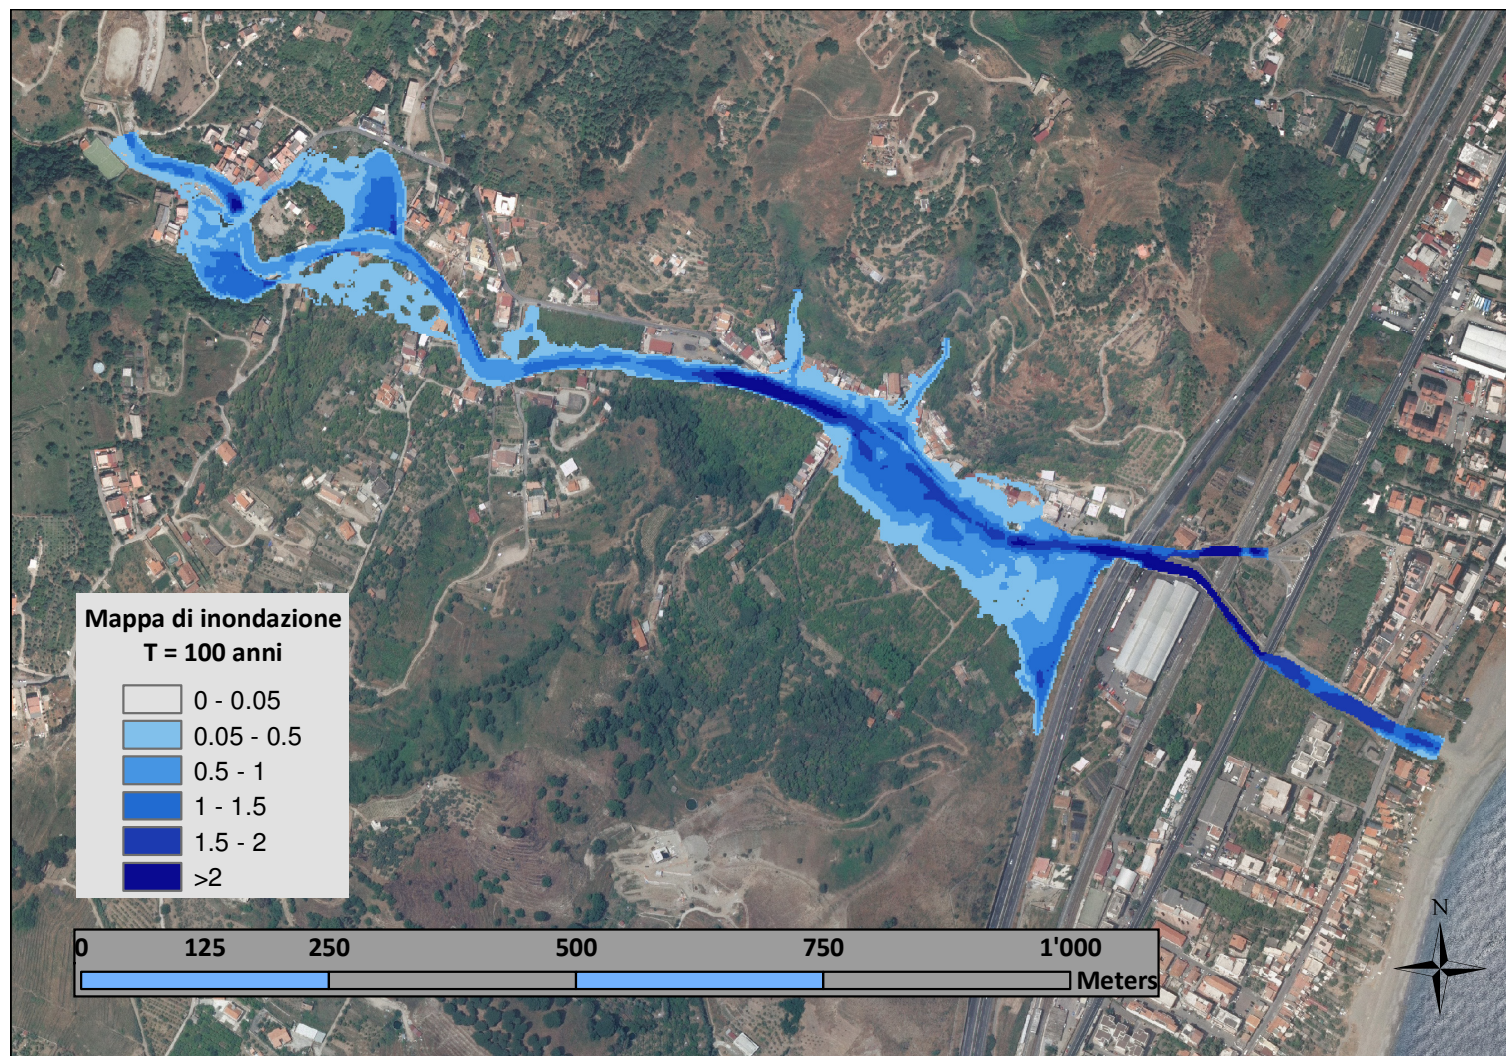 Mappa di inondazione
T = 100 anni
0 - 0.05
0.05 - 0.5
0.5 - 1
1 - 1.5
1.5 - 2
>2
0 125 250 500 750 1'000
Meters
N